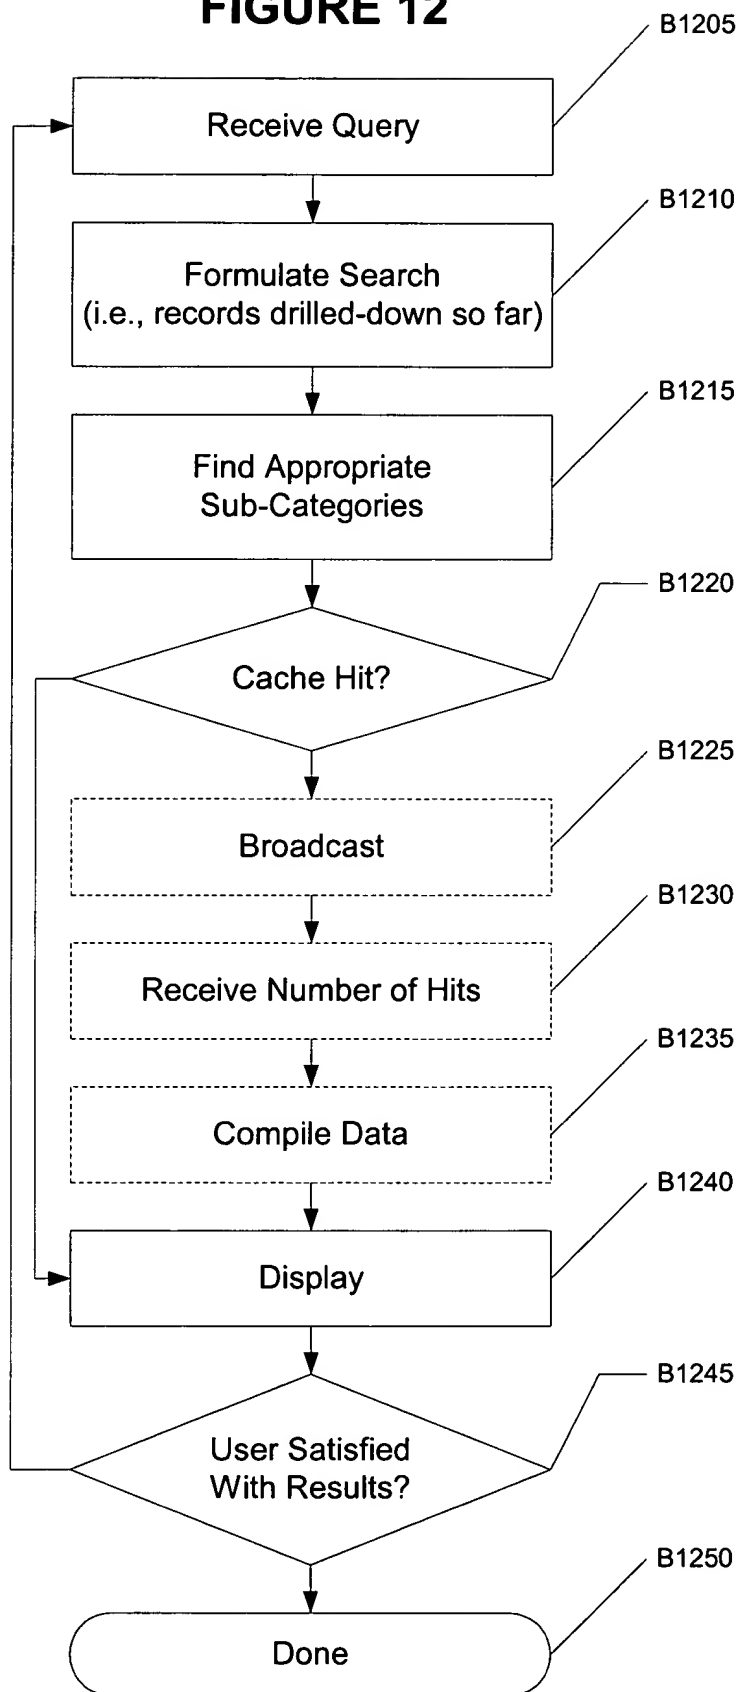 FIGURE 12
B1205
Receive Query
B1210
Formulate Search
(i.e., records drilled-down so far)
B1215
Find Appropriate
Sub-Categories
B1220
Cache Hit?
B1225
Broadcast
B1230
Receive Number of Hits
B1235
Compile Data
B1240
Display
B1245
User Satisfied
With Results?
B1250
Done